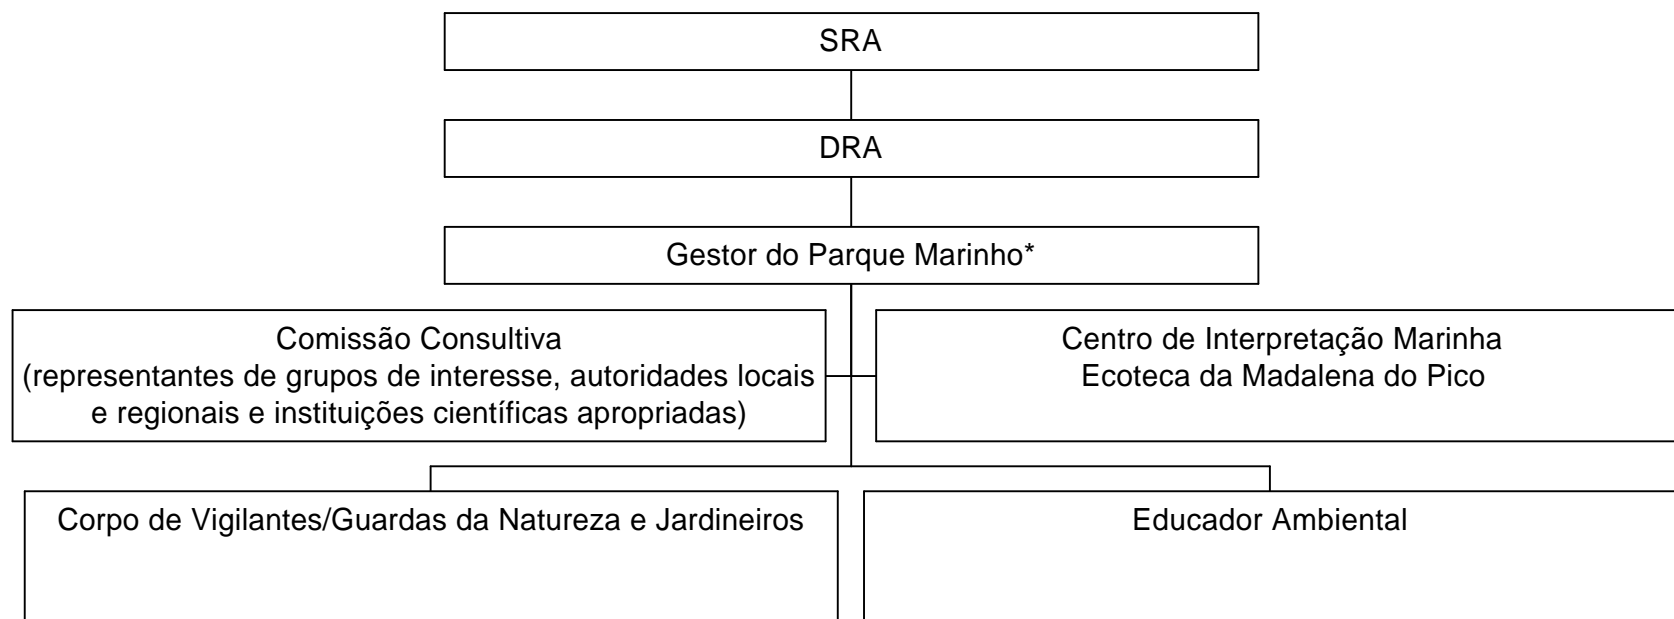 SRA
DRA
Gestor do Parque Marinho*
Comissão Consultiva
(representantes de grupos de interesse, autoridades locais
e regionais e instituições científicas apropriadas)
Centro de Interpretação Marinha
Ecoteca da Madalena do Pico
Corpo de Vigilantes/Guardas da Natureza e Jardineiros
Educador Ambiental